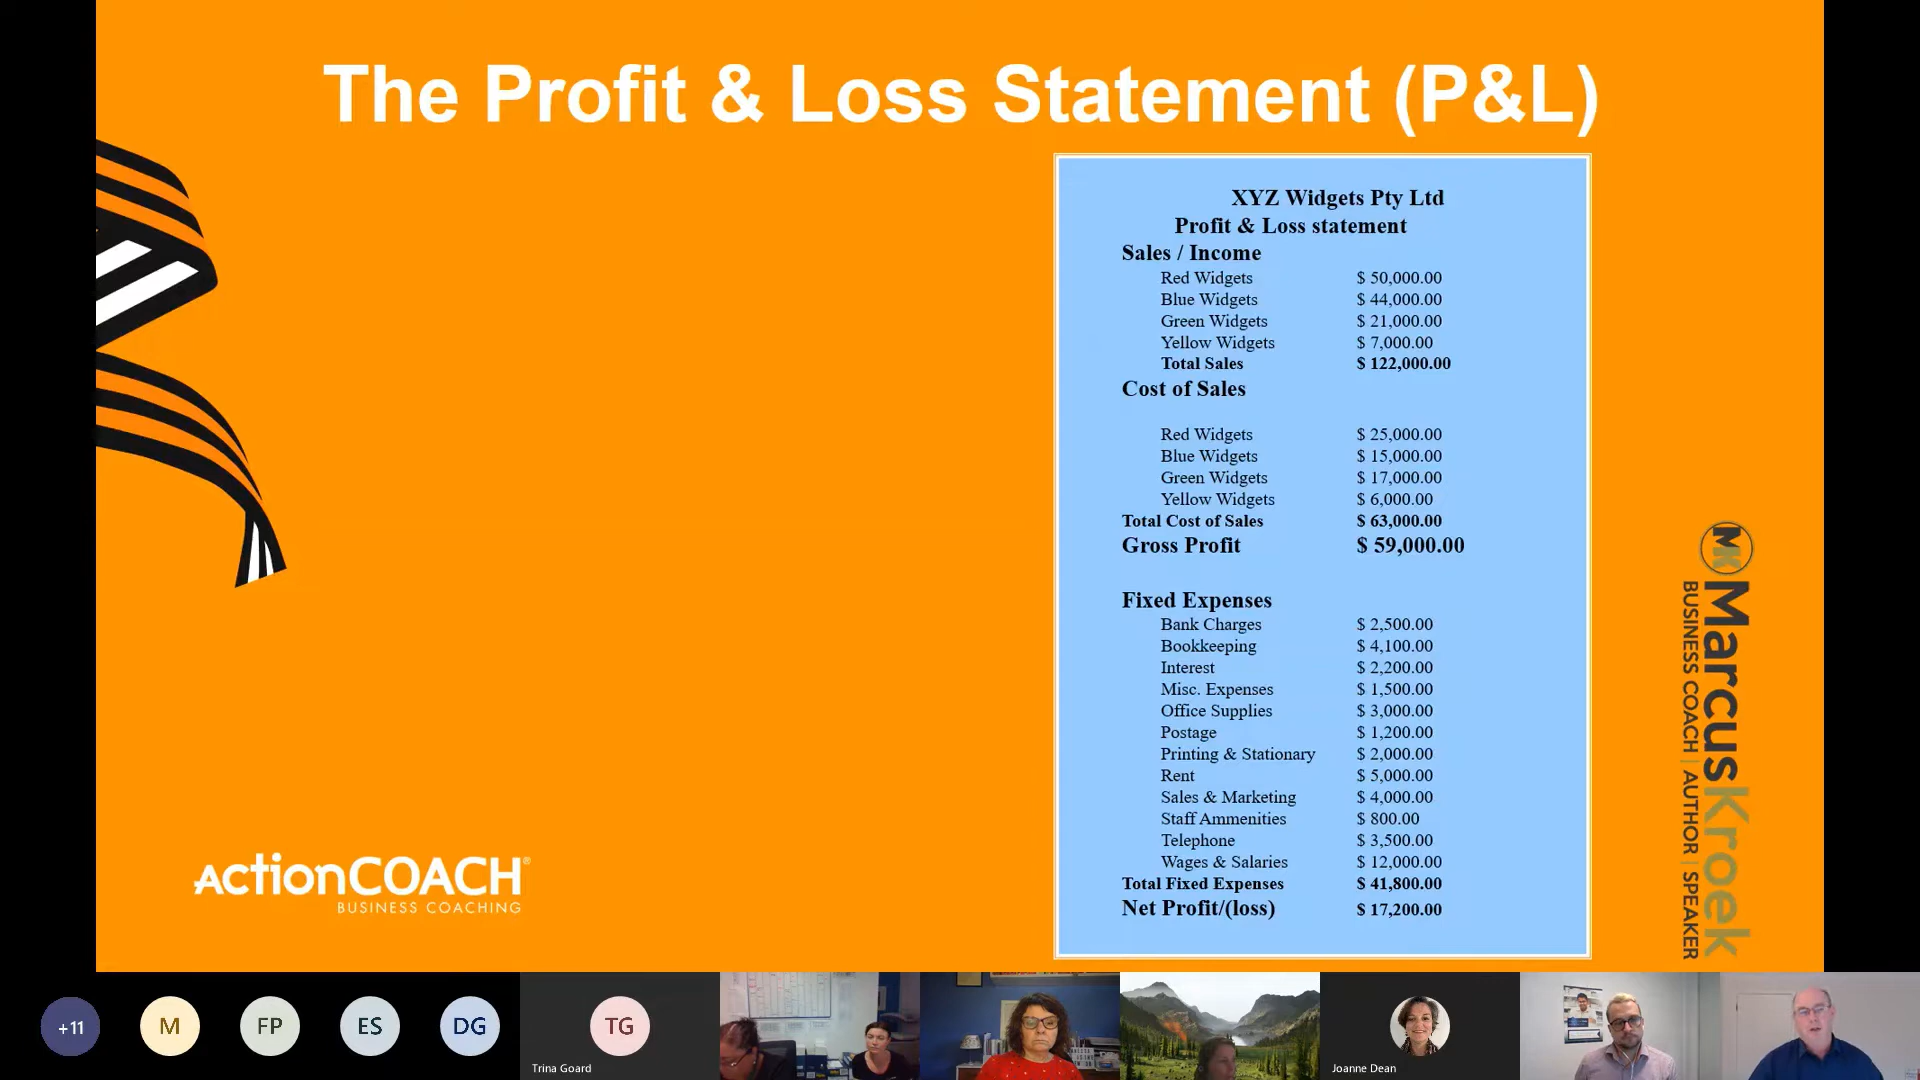 The Profit & Loss Statement (P&L)
XYZ Widgets Pty Ltd
Profit & Loss statement
Sales / Income
Red Widgets $ 50,000.00
Blue Widgets $ 44,000.00
Green Widgets $ 21,000.00
Yellow Widgets $ 7,000.00
Total Sales $ 122,000.00
Cost of Sales
Red Widgets $ 25,000.00
Blue Widgets $ 15,000.00
Green Widgets $ 17,000.00
Yellow Widgets $ 6,000.00
Total Cost of Sales $ 63,000.00
Gross Profit $ 59,000.00
Fixed Expenses
Bank Charges $ 2,500.00
Bookkeeping $ 4,100.00
Interest $ 2,200.00
Misc. Expenses $ 1,500.00
Office Supplies $ 3,000.00
Postage $ 1,200.00
Printing & Stationary $ 2,000.00
Rent $ 5,000.00
Sales & Marketing $ 4,000.00
Staff Ammenities $ 800.00
Telephone $ 3,500.00
Wages & Salaries $ 12,000.00
Total Fixed Expenses $ 41,800.00
Net Profit/(loss) $ 17,200.00
actionCOACH®
BUSINESS COACHING
MK
MarcusKroek
BUSINESS COACH | AUTHOR | SPEAKER
+11
M
FP
ES
DG
TG
Trina Goard
Joanne Dean